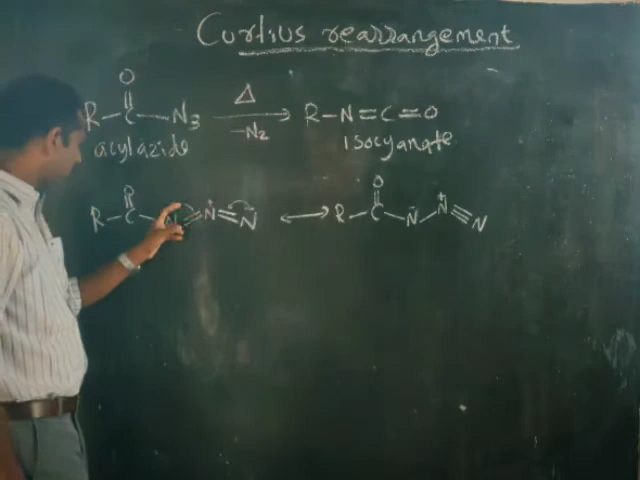 Curtius rearrangement
O
R-C-N₃ Δ -N₂ → R-N=C=O
acylazide isocyanate
R-C- =N⁺=N ⟷ R-C-N⁻-N⁺≡N
O